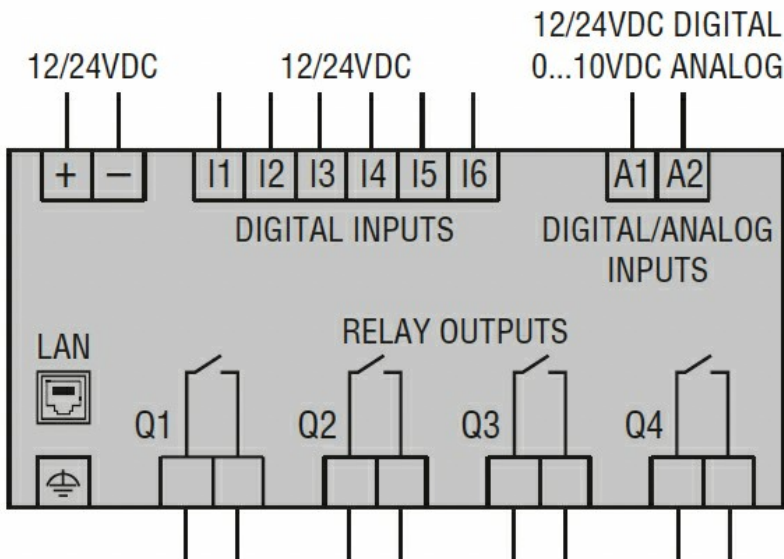 12/24VDC DIGITAL
12/24VDC 12/24VDC 0...10VDC ANALOG
+ − I1 I2 I3 I4 I5 I6 A1 A2
DIGITAL INPUTS DIGITAL/ANALOG
INPUTS
RELAY OUTPUTS
LAN
Q1 Q2 Q3 Q4